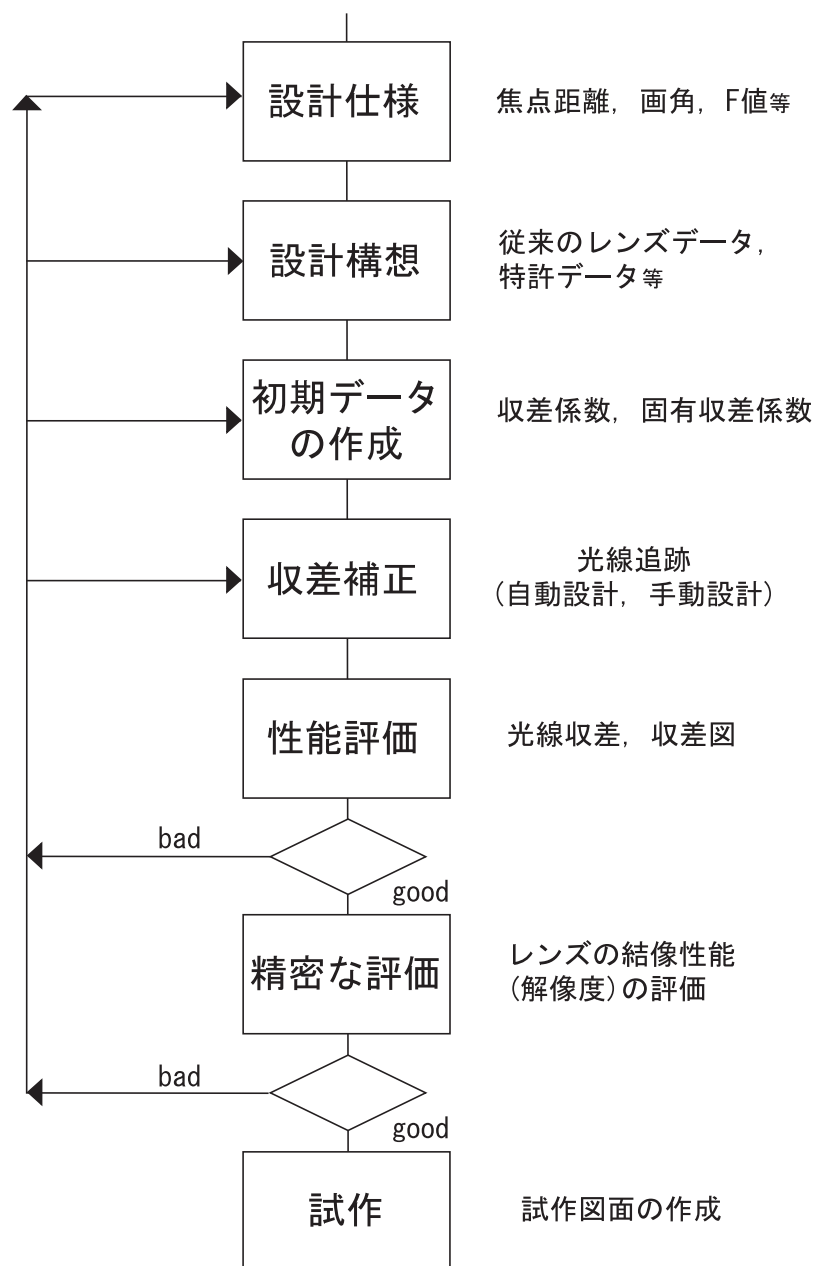 設計仕様
焦点距離, 画角, F値等
設計構想
従来のレンズデータ,
特許データ等
初期データ
の作成
収差係数, 固有収差係数
収差補正
光線追跡
(自動設計, 手動設計)
性能評価
光線収差, 収差図
bad
good
精密な評価
レンズの結像性能
(解像度)の評価
bad
good
試作
試作図面の作成